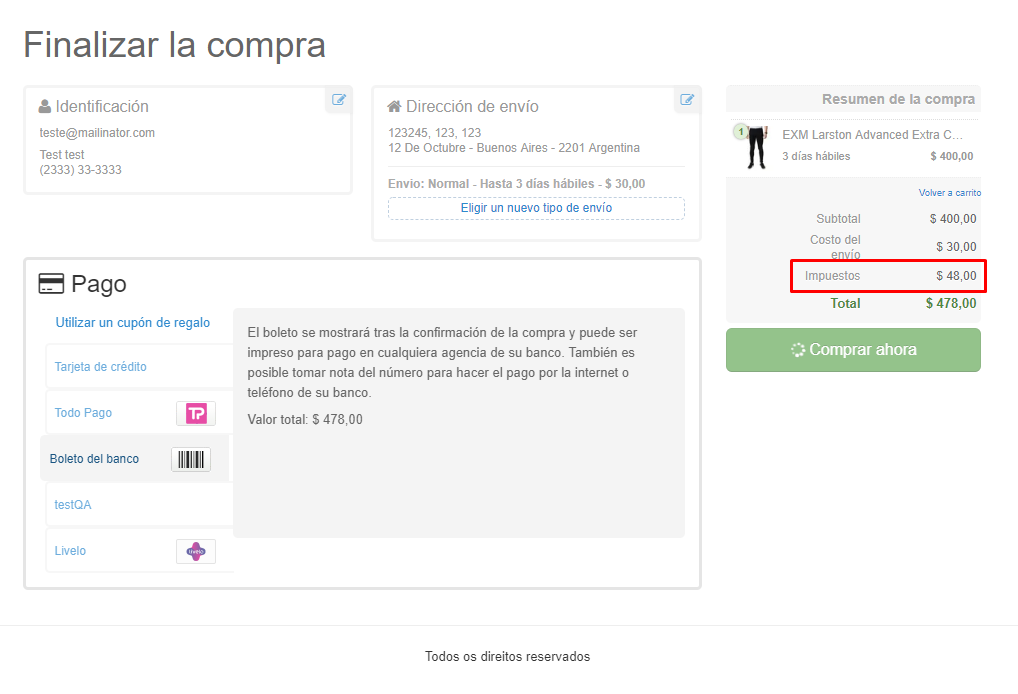 Finalizar la compra
Identificación
teste@mailinator.com
Test test
(2333) 33-3333
Dirección de envío
123245, 123, 123
12 De Octubre - Buenos Aires - 2201 Argentina
Envio: Normal - Hasta 3 días hábiles - $ 30,00
Eligir un nuevo tipo de envío
Resumen de la compra
1
EXM Larston Advanced Extra C...
3 días hábiles $ 400,00
Volver a carrito
Subtotal $ 400,00
Costo del
envío $ 30,00
Impuestos $ 48,00
Total $ 478,00
Comprar ahora
Pago
Utilizar un cupón de regalo
Tarjeta de crédito
Todo Pago TP
Boleto del banco
testQA
Livelo livelo
El boleto se mostrará tras la confirmación de la compra y puede ser
impreso para pago en cualquiera agencia de su banco. También es
posible tomar nota del número para hacer el pago por la internet o
teléfono de su banco.
Valor total: $ 478,00
Todos os direitos reservados